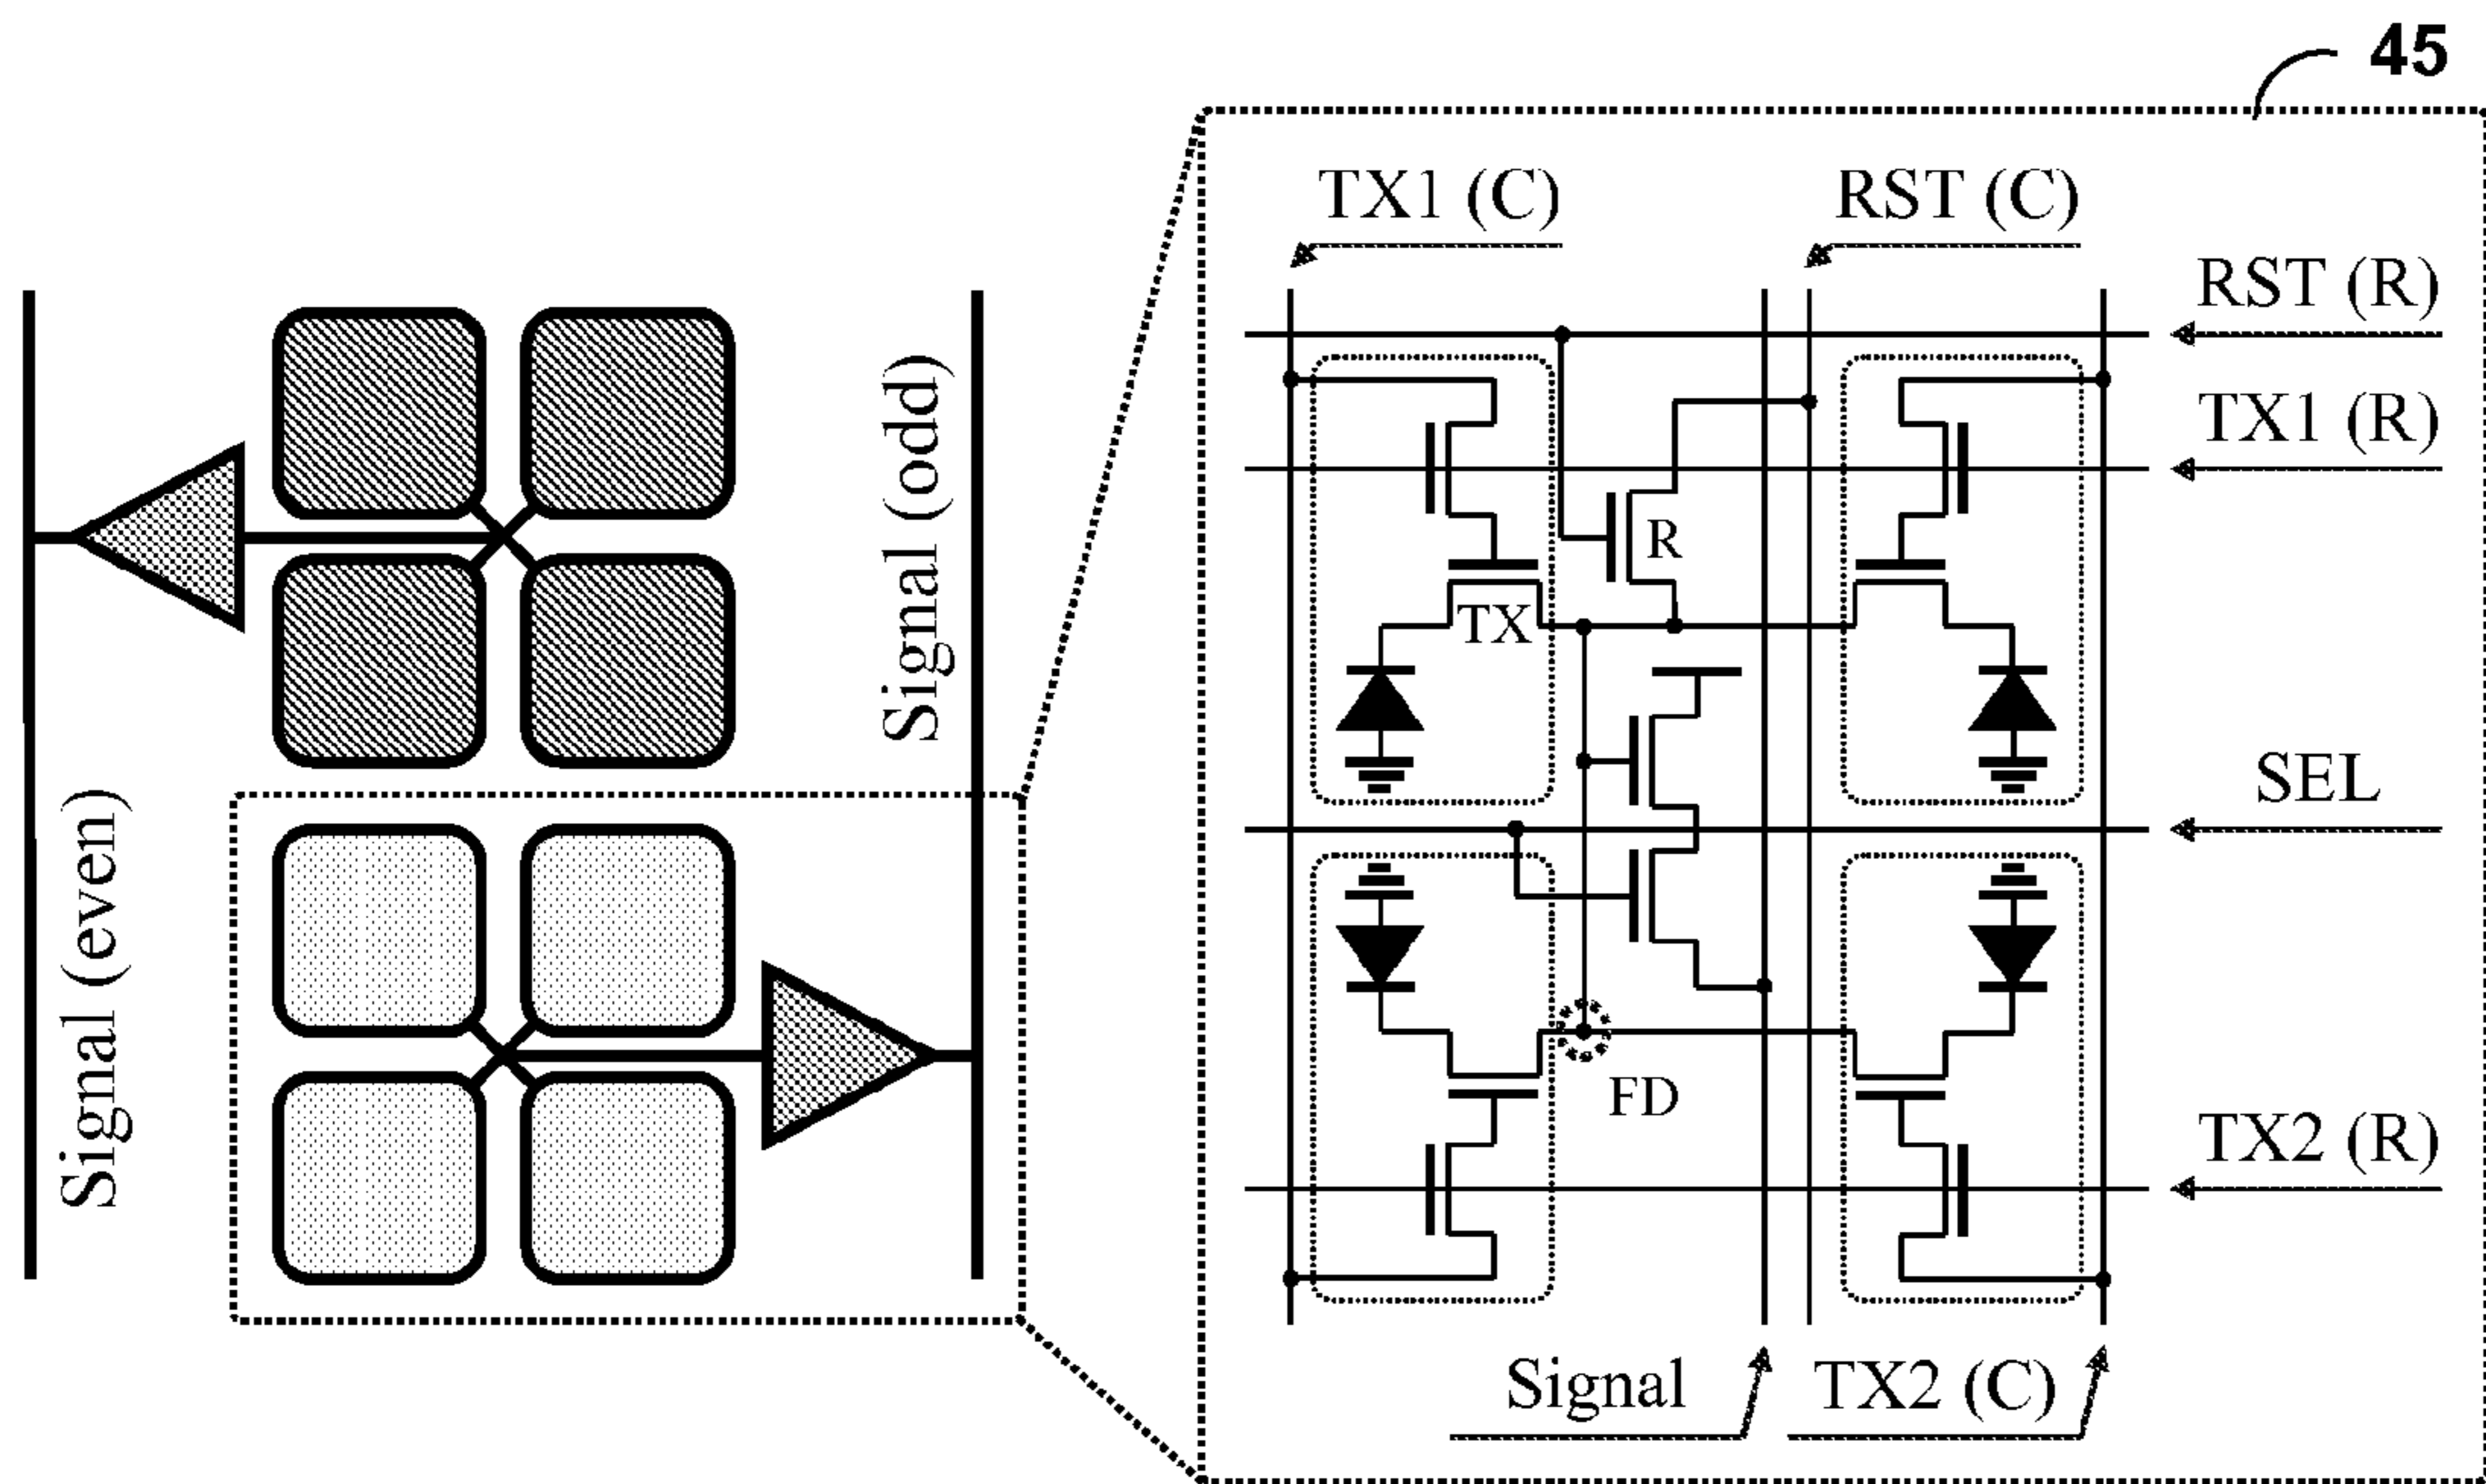 45
TX1 (C)
RST (C)
RST (R)
TX1 (R)
Signal (odd)
R
TX
SEL
Signal (even)
FD
TX2 (R)
Signal
TX2 (C)